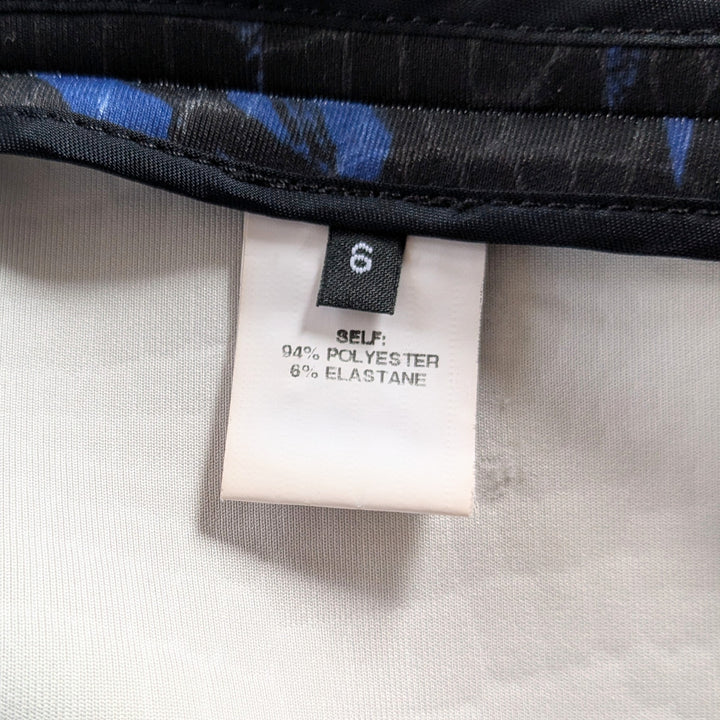 6
SELF:
94% POLYESTER
6% ELASTANE